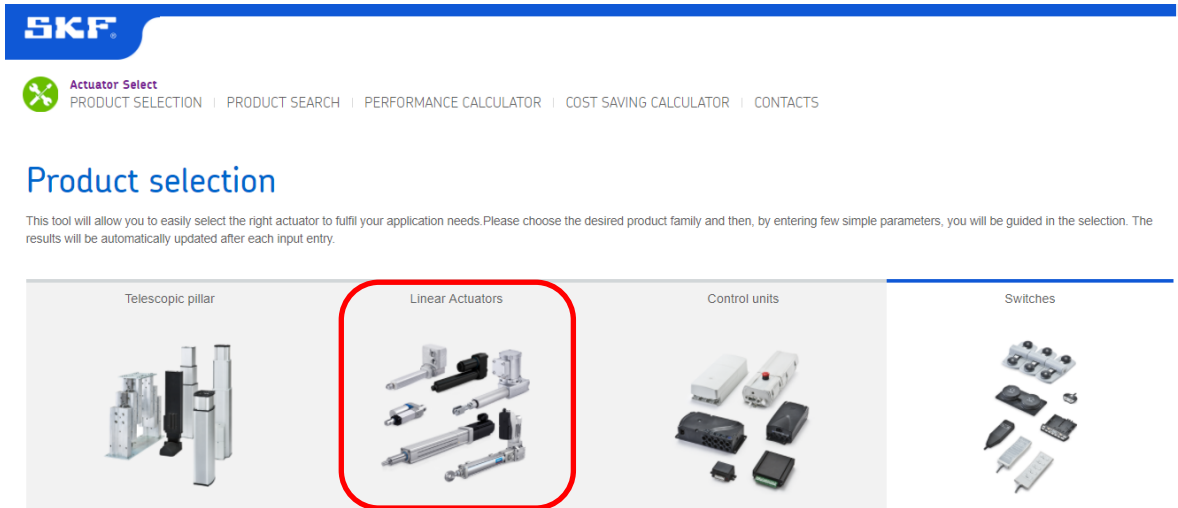 SKF®
Actuator Select
PRODUCT SELECTION | PRODUCT SEARCH | PERFORMANCE CALCULATOR | COST SAVING CALCULATOR | CONTACTS
Product selection
This tool will allow you to easily select the right actuator to fulfil your application needs.Please choose the desired product family and then, by entering few simple parameters, you will be guided in the selection. The
results will be automatically updated after each input entry.
Telescopic pillar
Linear Actuators
Control units
Switches